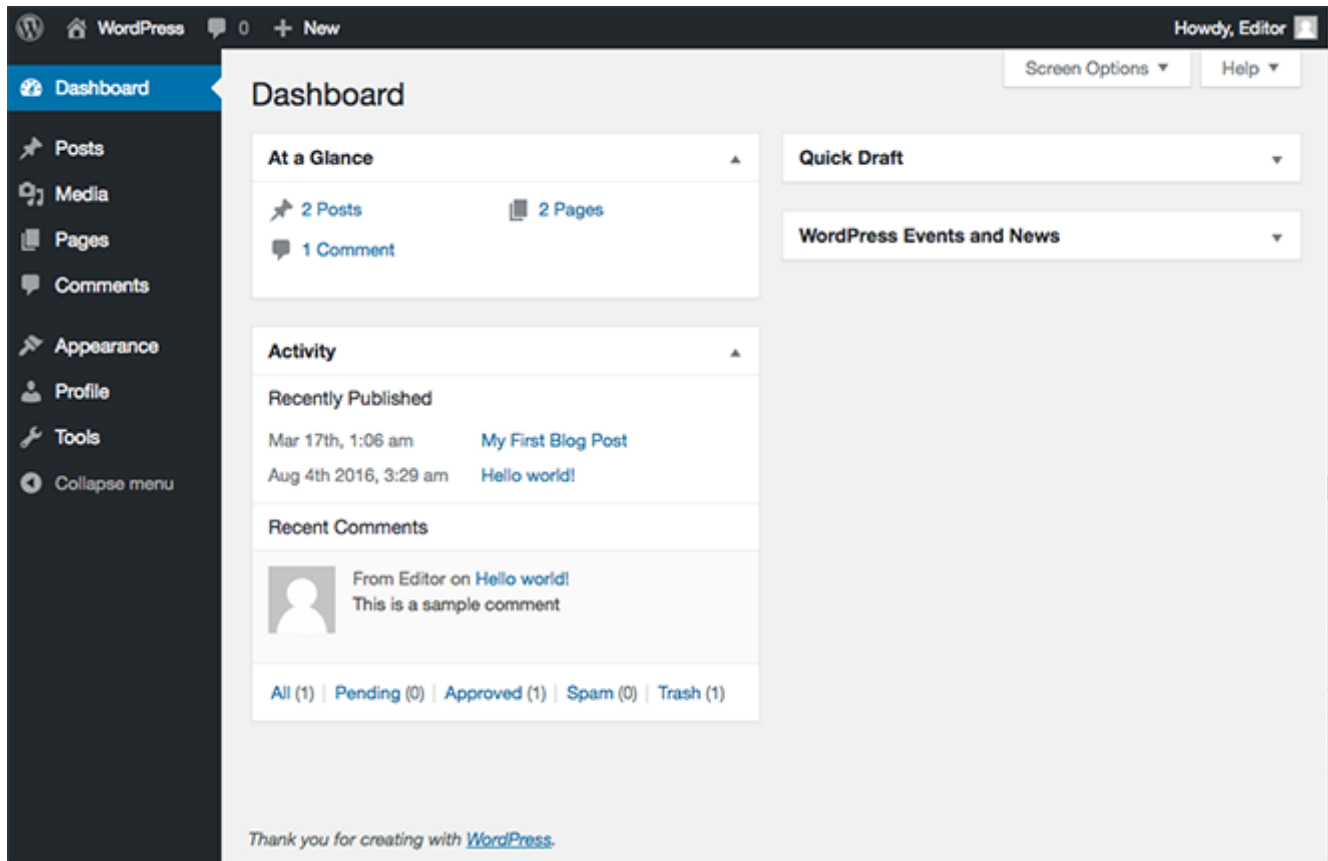 WordPress 0 + New Howdy, Editor
Screen Options ▼ Help ▼
Dashboard
Posts
Media
Pages
Comments
Appearance
Profile
Tools
Collapse menu
Dashboard
At a Glance
2 Posts 2 Pages
1 Comment
Activity
Recently Published
Mar 17th, 1:06 am My First Blog Post
Aug 4th 2016, 3:29 am Hello world!
Recent Comments
From Editor on Hello world!
This is a sample comment
All (1) | Pending (0) | Approved (1) | Spam (0) | Trash (1)
Quick Draft
WordPress Events and News
Thank you for creating with WordPress.